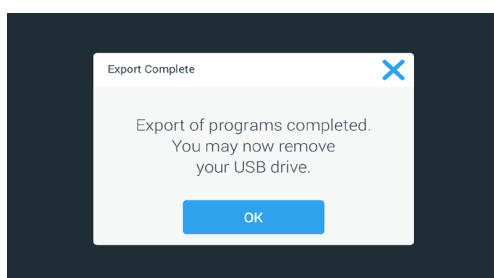 Export Complete
Export of programs completed.
You may now remove
your USB drive.
OK